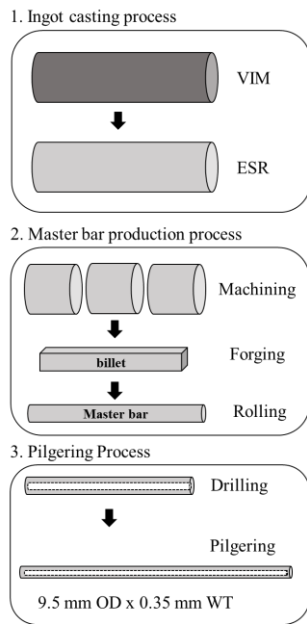 1. Ingot casting process
VIM
ESR
2. Master bar production process
Machining
Forging
billet
Master bar
Rolling
3. Pilgering Process
Drilling
Pilgering
9.5 mm OD x 0.35 mm WT